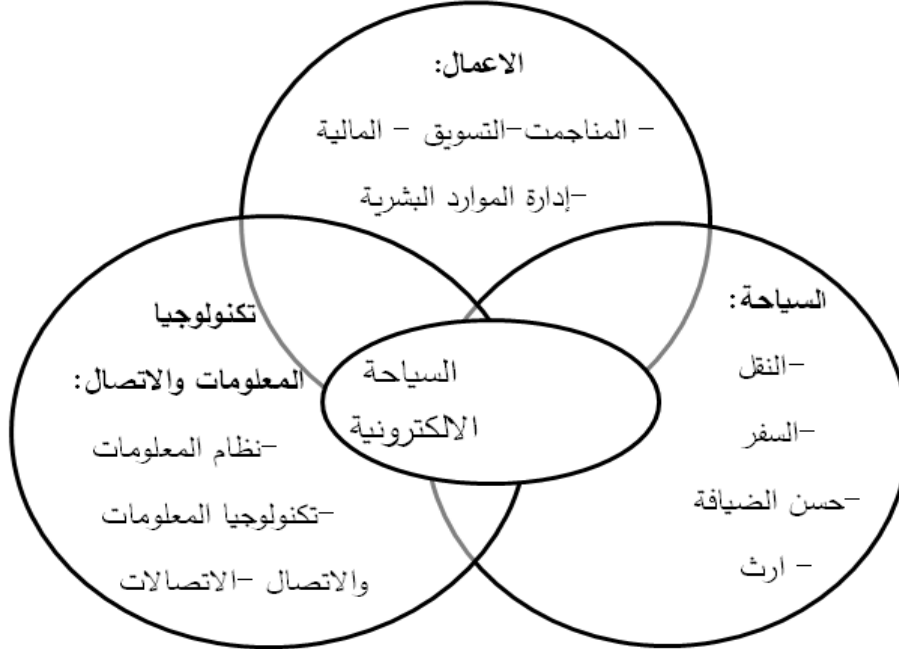 الاعمال:
- المناجمت-التسويق - المالية
-إدارة الموارد البشرية
السياحة:
-النقل
-السفر
-حسن الضيافة
- ارث
تكنولوجيا
المعلومات والاتصال:
-نظام المعلومات
-تكنولوجيا المعلومات
والاتصال -الاتصالات
السياحة
الالكترونية